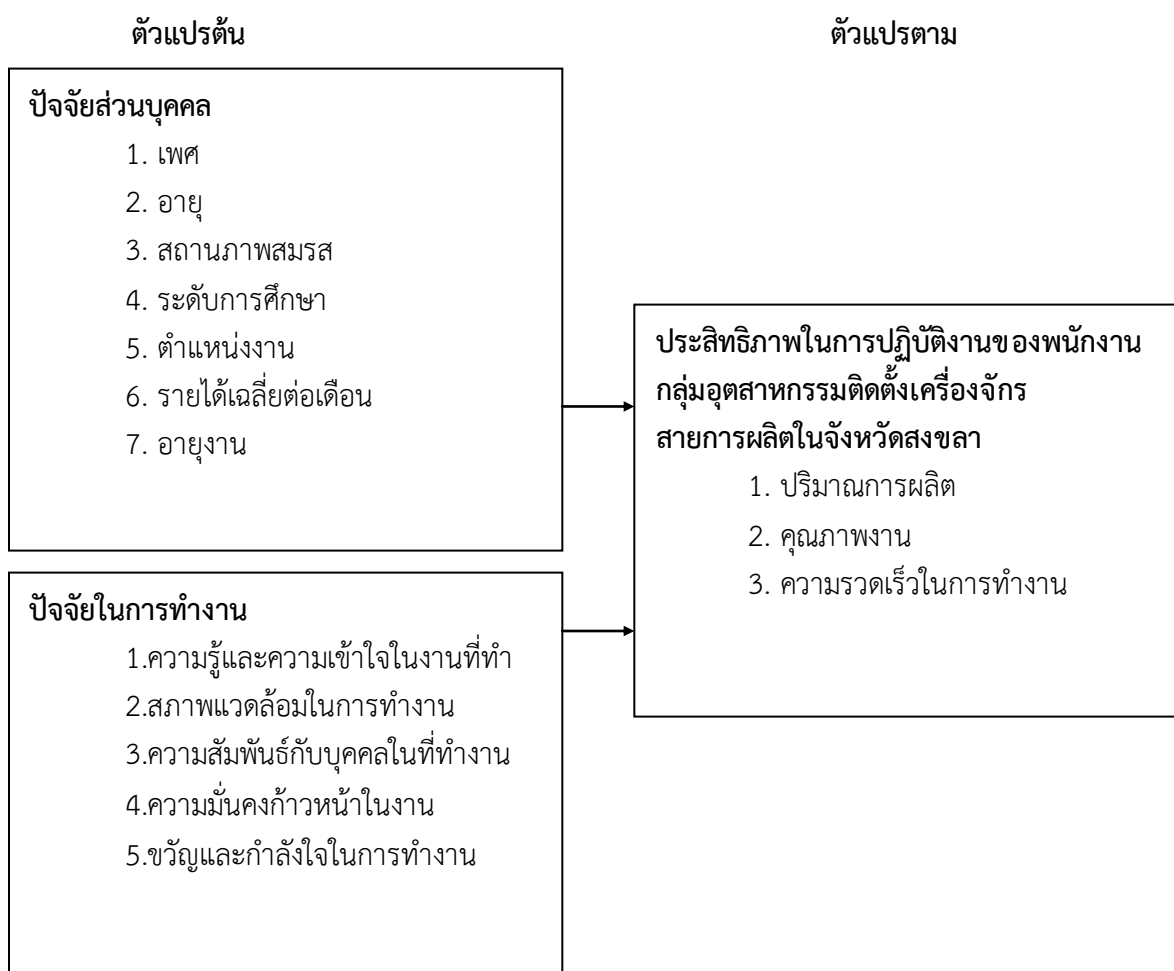 ตัวแปรต้น
ตัวแปรตาม
ปัจจัยส่วนบุคคล
1. เพศ
2. อายุ
3. สถานภาพสมรส
4. ระดับการศึกษา
5. ตำแหน่งงาน
6. รายได้เฉลี่ยต่อเดือน
7. อายุงาน
ปัจจัยในการทำงาน
1.ความรู้และความเข้าใจในงานที่ทำ
2.สภาพแวดล้อมในการทำงาน
3.ความสัมพันธ์กับบุคคลในที่ทำงาน
4.ความมั่นคงก้าวหน้าในงาน
5.ขวัญและกำลังใจในการทำงาน
ประสิทธิภาพในการปฏิบัติงานของพนักงาน
กลุ่มอุตสาหกรรมติดตั้งเครื่องจักร
สายการผลิตในจังหวัดสงขลา
1. ปริมาณการผลิต
2. คุณภาพงาน
3. ความรวดเร็วในการทำงาน